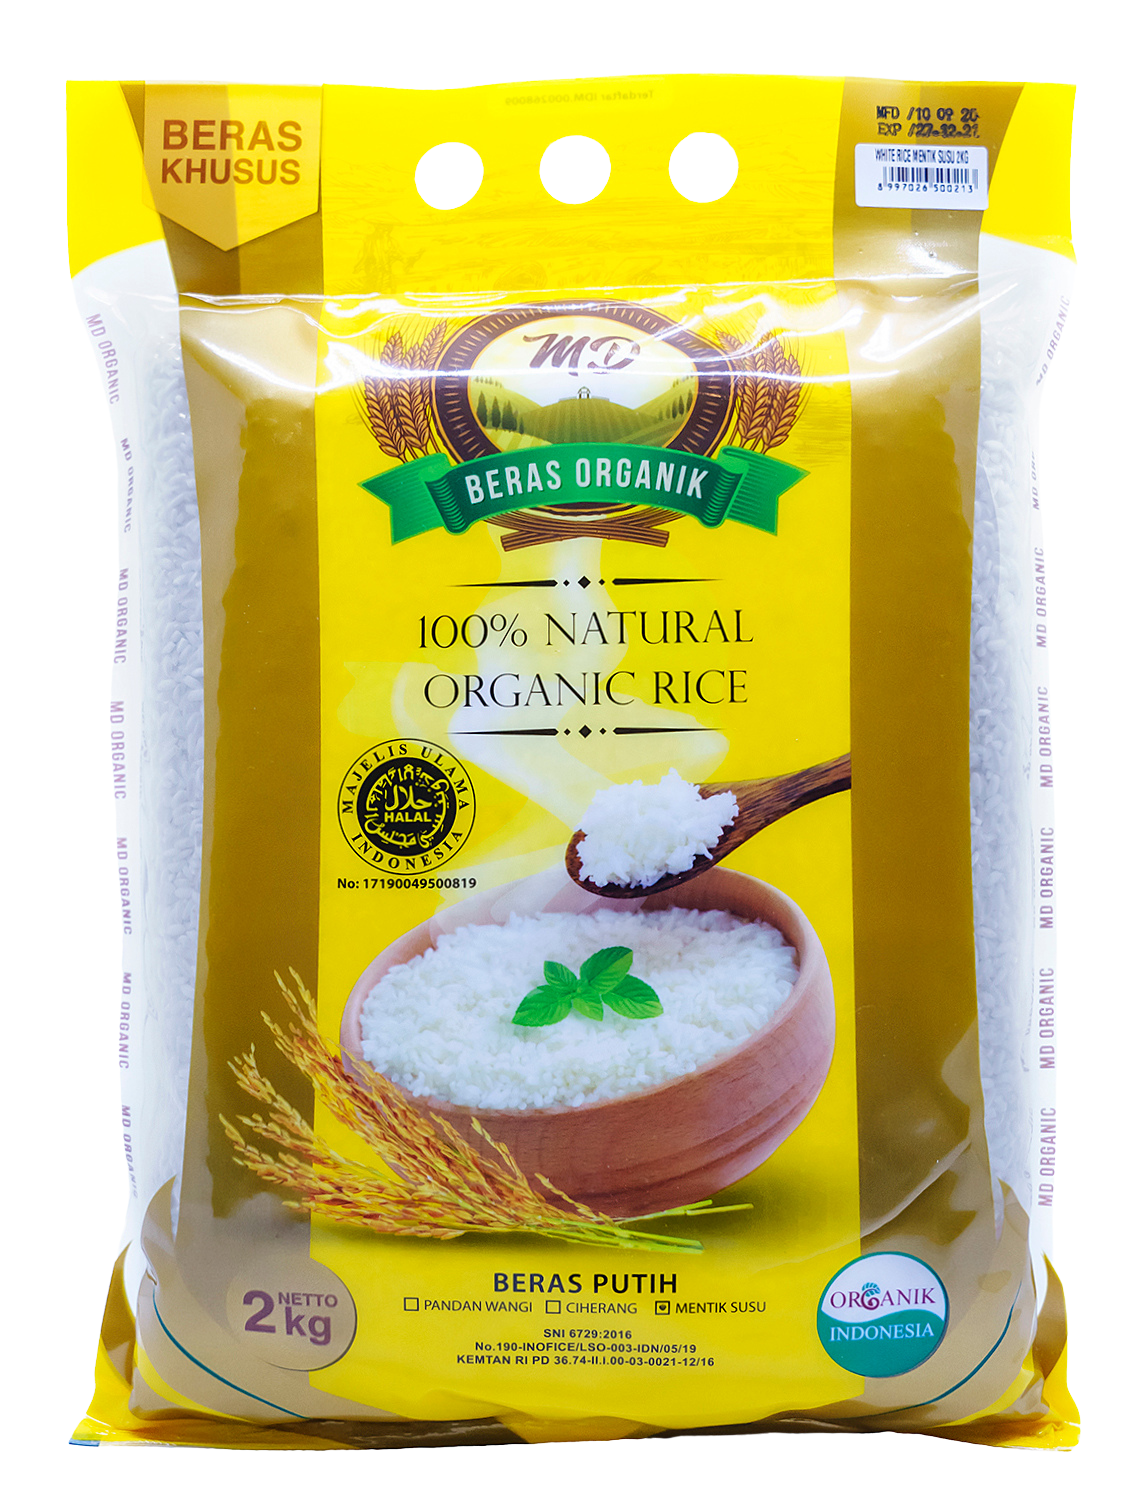 BERAS
KHUSUS
MFD /10 09 20
EXP
WHITE RICE MENTIK SUSU 2KG
8 997026 500213
MD
BERAS ORGANIK
100% NATURAL
ORGANIC RICE
MAJELIS ULAMA
حلال
HALAL
INDONESIA
No: 17190049500819
BERAS PUTIH
PANDAN WANGI CIHERANG MENTIK SUSU
SNI 6729:2016
No.190-INOFICE/LSO-003-IDN/05/19
KEMTAN RI PD 36.74-II.I.00-03-0021-12/16
2 NETTO
kg
ORGANIK
INDONESIA
MD ORGANIC
MD ORGANIC
MD ORGANIC
MD ORGANIC
MD ORGANIC
MD ORGANIC
MD ORGANIC
MD ORGANIC
MD ORGANIC
MD ORGANIC
MD ORGANIC
MD ORGANIC
MD ORGANIC